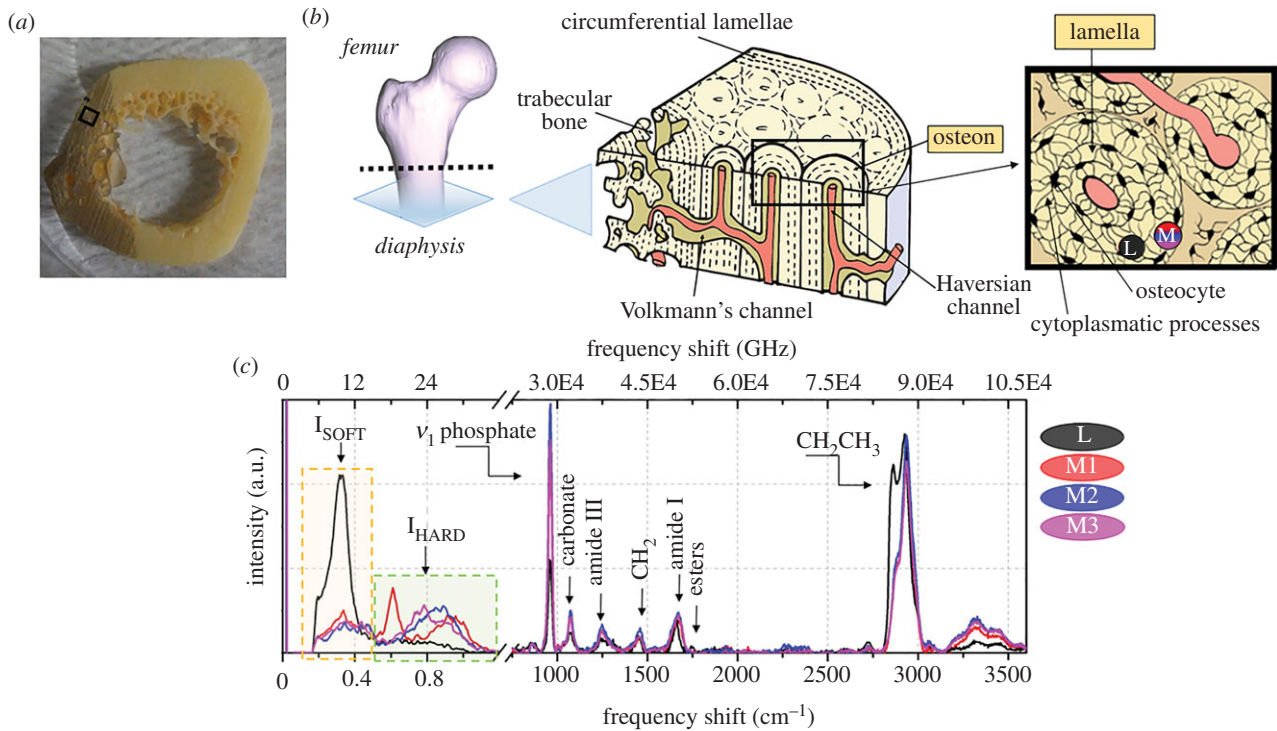 (a)
(b)
femur
diaphysis
circumferential lamellae
trabecular
bone
osteon
Volkmann's channel
Haversian
channel
lamella
L
M
osteocyte
cytoplasmatic processes
(c)
frequency shift (GHz)
0 12 24 3.0E4 4.5E4 6.0E4 7.5E4 9.0E4 10.5E4
I_SOFT
I_HARD
ν₁ phosphate
carbonate
amide III
CH₂
amide I
esters
CH₂CH₃
L
M1
M2
M3
intensity (a.u.)
0 0.4 0.8 1000 1500 2000 2500 3000 3500
frequency shift (cm⁻¹)